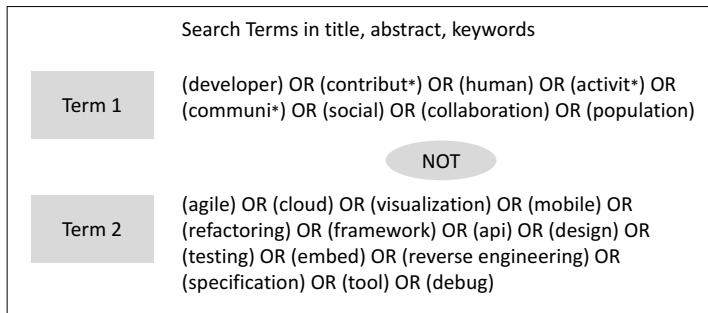 Search Terms in title, abstract, keywords
Term 1
(developer) OR (contribut*) OR (human) OR (activit*) OR
(communi*) OR (social) OR (collaboration) OR (population)
NOT
Term 2
(agile) OR (cloud) OR (visualization) OR (mobile) OR
(refactoring) OR (framework) OR (api) OR (design) OR
(testing) OR (embed) OR (reverse engineering) OR
(specification) OR (tool) OR (debug)